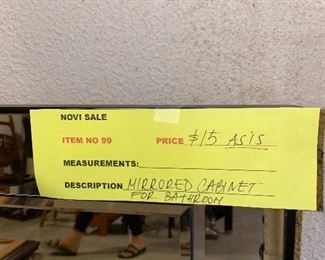 NOVI SALE
ITEM NO 99 PRICE $15 AS IS
MEASUREMENTS:
DESCRIPTION MIRRORED CABINET
FOR BATHROOM